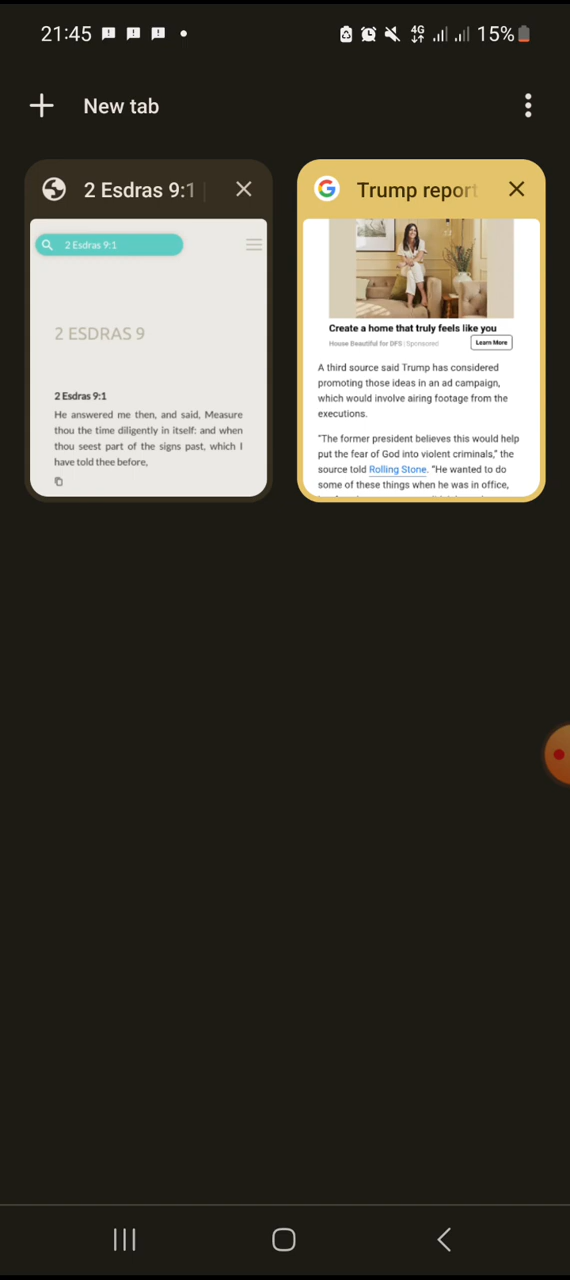 21:45
4G
15%
New tab
2 Esdras 9:1
2 Esdras 9:1
2 ESDRAS 9
2 Esdras 9:1
He answered me then, and said, Measure
thou the time diligently in itself: and when
thou seest part of the signs past, which I
have told thee before,
Trump report
Create a home that truly feels like you
House Beautiful for DFS | Sponsored
Learn More
A third source said Trump has considered
promoting those ideas in an ad campaign,
which would involve airing footage from the
executions.
"The former president believes this would help
put the fear of God into violent criminals," the
source told Rolling Stone. "He wanted to do
some of these things when he was in office,